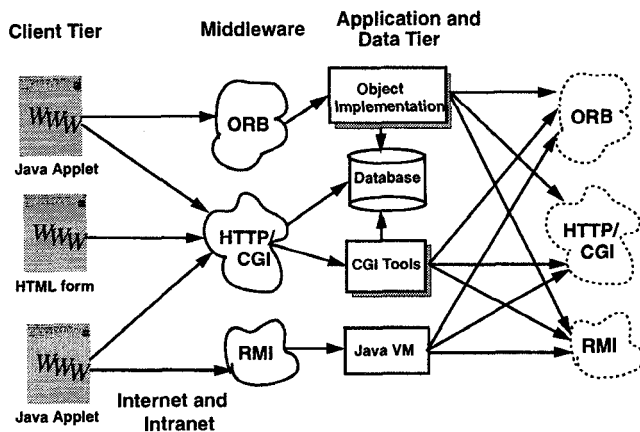 Client Tier
Middleware
Application and
Data Tier
WWW
Java Applet
ORB
Object
Implementation
ORB
Database
WWW
HTML form
HTTP/
CGI
CGI Tools
HTTP/
CGI
WWW
Java Applet
RMI
Java VM
RMI
Internet and
Intranet